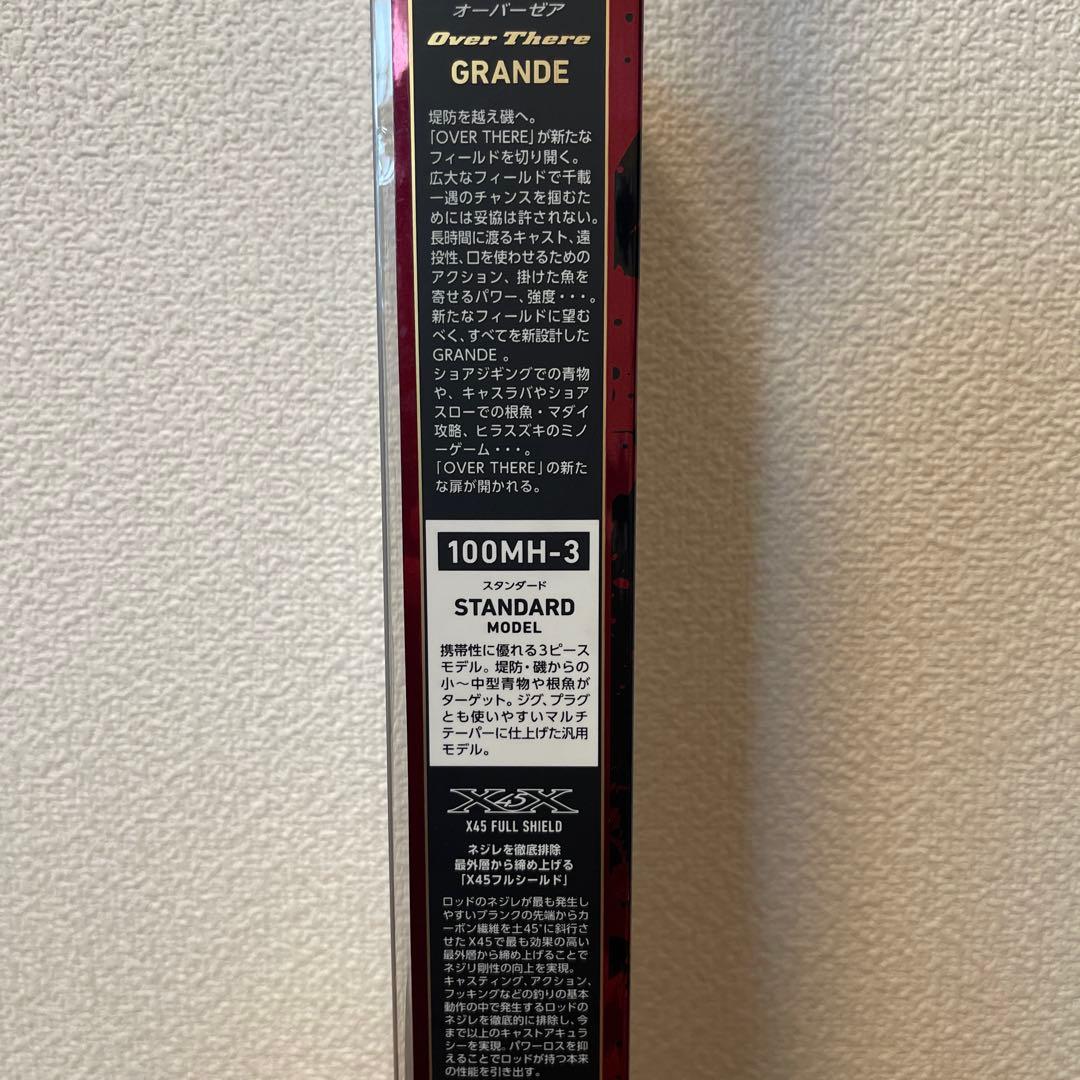 オーバーゼア
Over There
GRANDE
堤防を越え磯へ。
「OVER THERE」が新たな
フィールドを切り開く。
広大なフィールドで千載
一遇のチャンスを掴むた
めには妥協は許されない。
長時間に渡るキャスト、遠
投性、口を使わせるための
アクション、掛けた魚を
寄せるパワー、強度・・・。
新たなフィールドに望む
べく、すべてを新設計した
GRANDE 。
ショアジギングでの青物
や、キャスラバやショア
スローでの根魚・マダイ
攻略、ヒラスズキのミノ
ーゲーム・・・。
「OVER THERE」の新た
な扉が開かれる。
100MH-3
スタンダード
STANDARD
MODEL
携帯性に優れる3ピース
モデル。堤防・磯からの
小～中型青物や根魚が
ターゲット。ジグ、プラグ
とも使いやすいマルチ
テーパーに仕上げた汎用
モデル。
X45X
X45 FULL SHIELD
ネジレを徹底排除
最外層から締め上げる
「X45フルシールド」
ロッドのネジレが最も発生し
やすいブランクの先端からカ
ーボン繊維を±45°に斜行さ
せたX45で最も効果の高い
最外層から締め上げることで
ネジリ剛性の向上を実現。
キャスティング、アクション、
フッキングなどの釣りの基本
動作の中で発生するロッドの
ネジレを徹底的に排除し、今
まで以上のキャストアキュラ
シーを実現。パワーロスを抑
えることでロッドが持つ本来
の性能を引き出す。